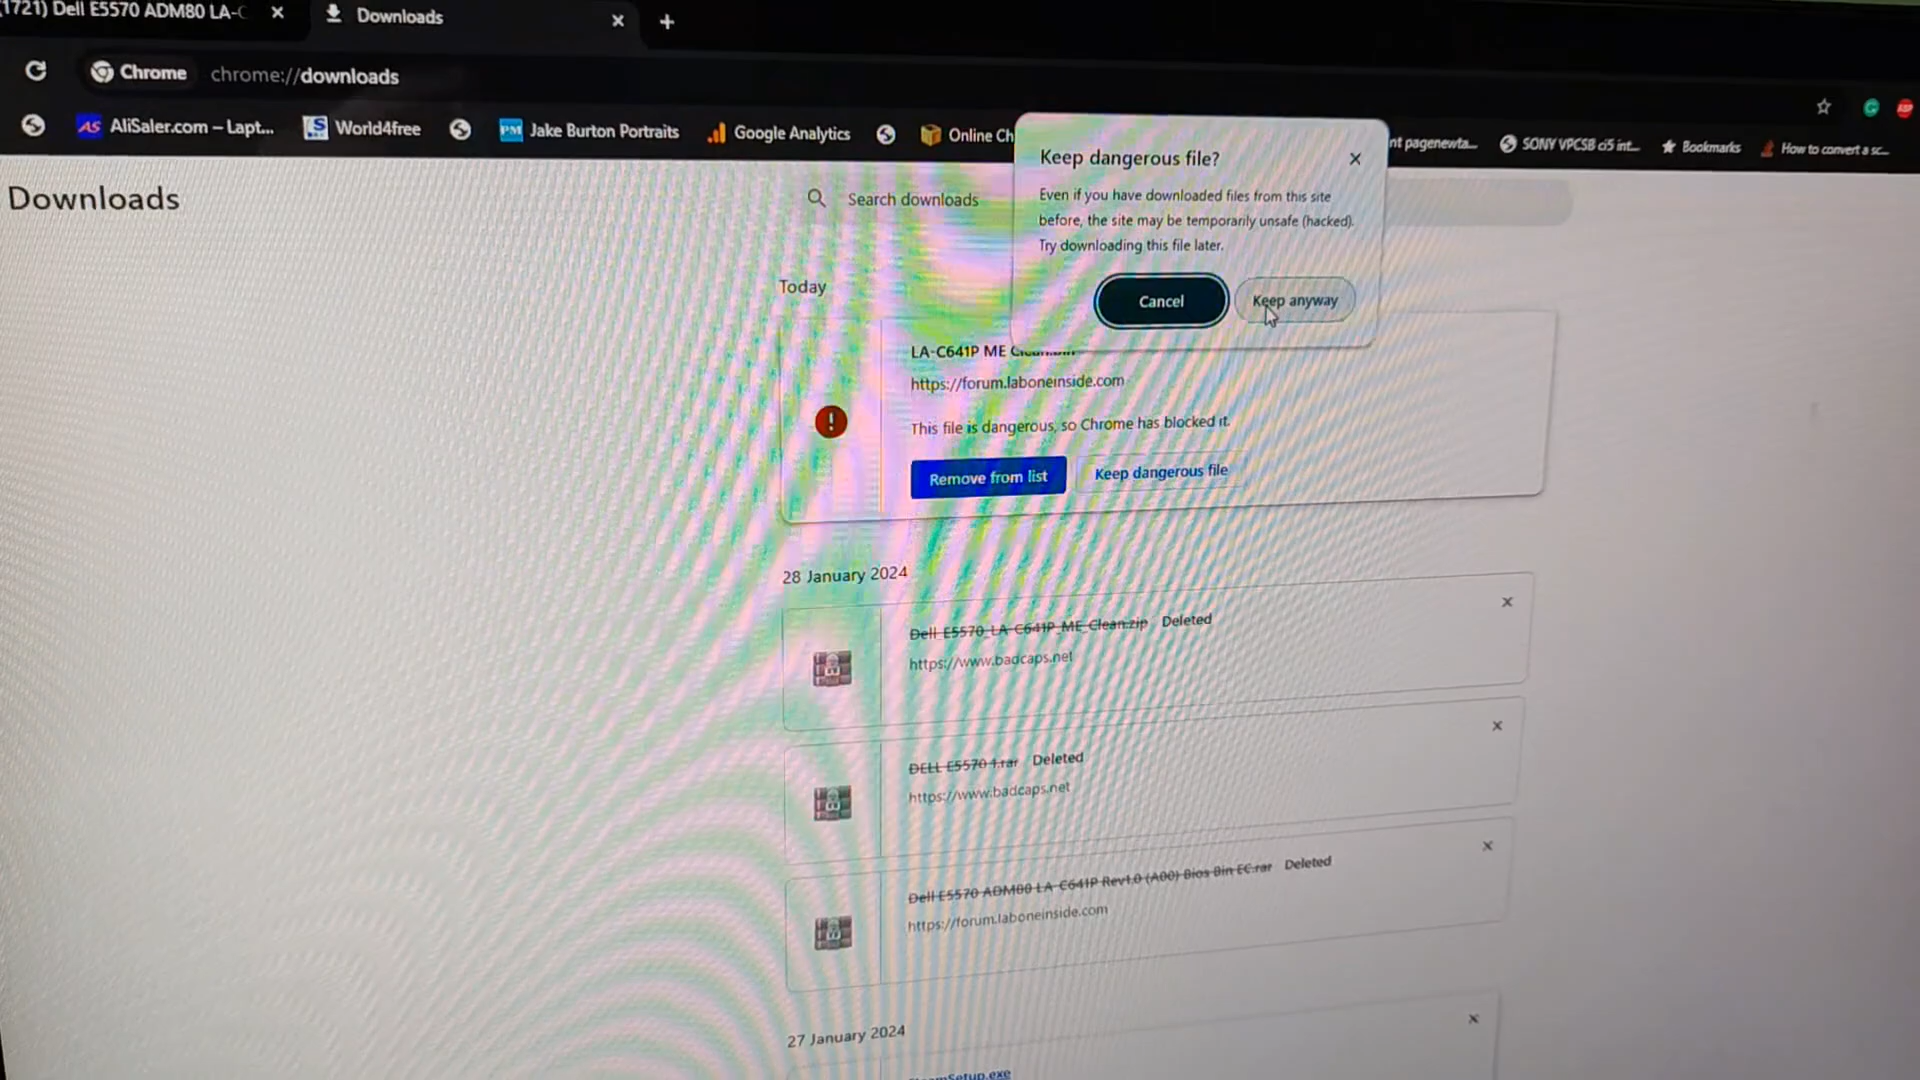 (1721) Dell E5570 ADM80 LA-C
Downloads
Chrome
chrome://downloads
AliSaler.com – Lapt...
World4free
PM
Jake Burton Portraits
Google Analytics
Online Ch
nt pagenewta...
SONY VPCSB ci5 int...
Bookmarks
How to convert a sc...
Downloads
Search downloads
Keep dangerous file?
Even if you have downloaded files from this site
before, the site may be temporarily unsafe (hacked).
Try downloading this file later.
Cancel
Keep anyway
Today
LA-C641P ME Clean.bin
https://forum.laboneinside.com
This file is dangerous, so Chrome has blocked it.
Remove from list
Keep dangerous file
28 January 2024
Dell_E5570_LA-C641P_ME_Clean.zip Deleted
https://www.badcaps.net
DELL E5570 1.rar Deleted
https://www.badcaps.net
Dell E5570 ADM80 LA-C641P Rev1.0 (A00) Bios Bin EC.rar Deleted
https://forum.laboneinside.com
27 January 2024